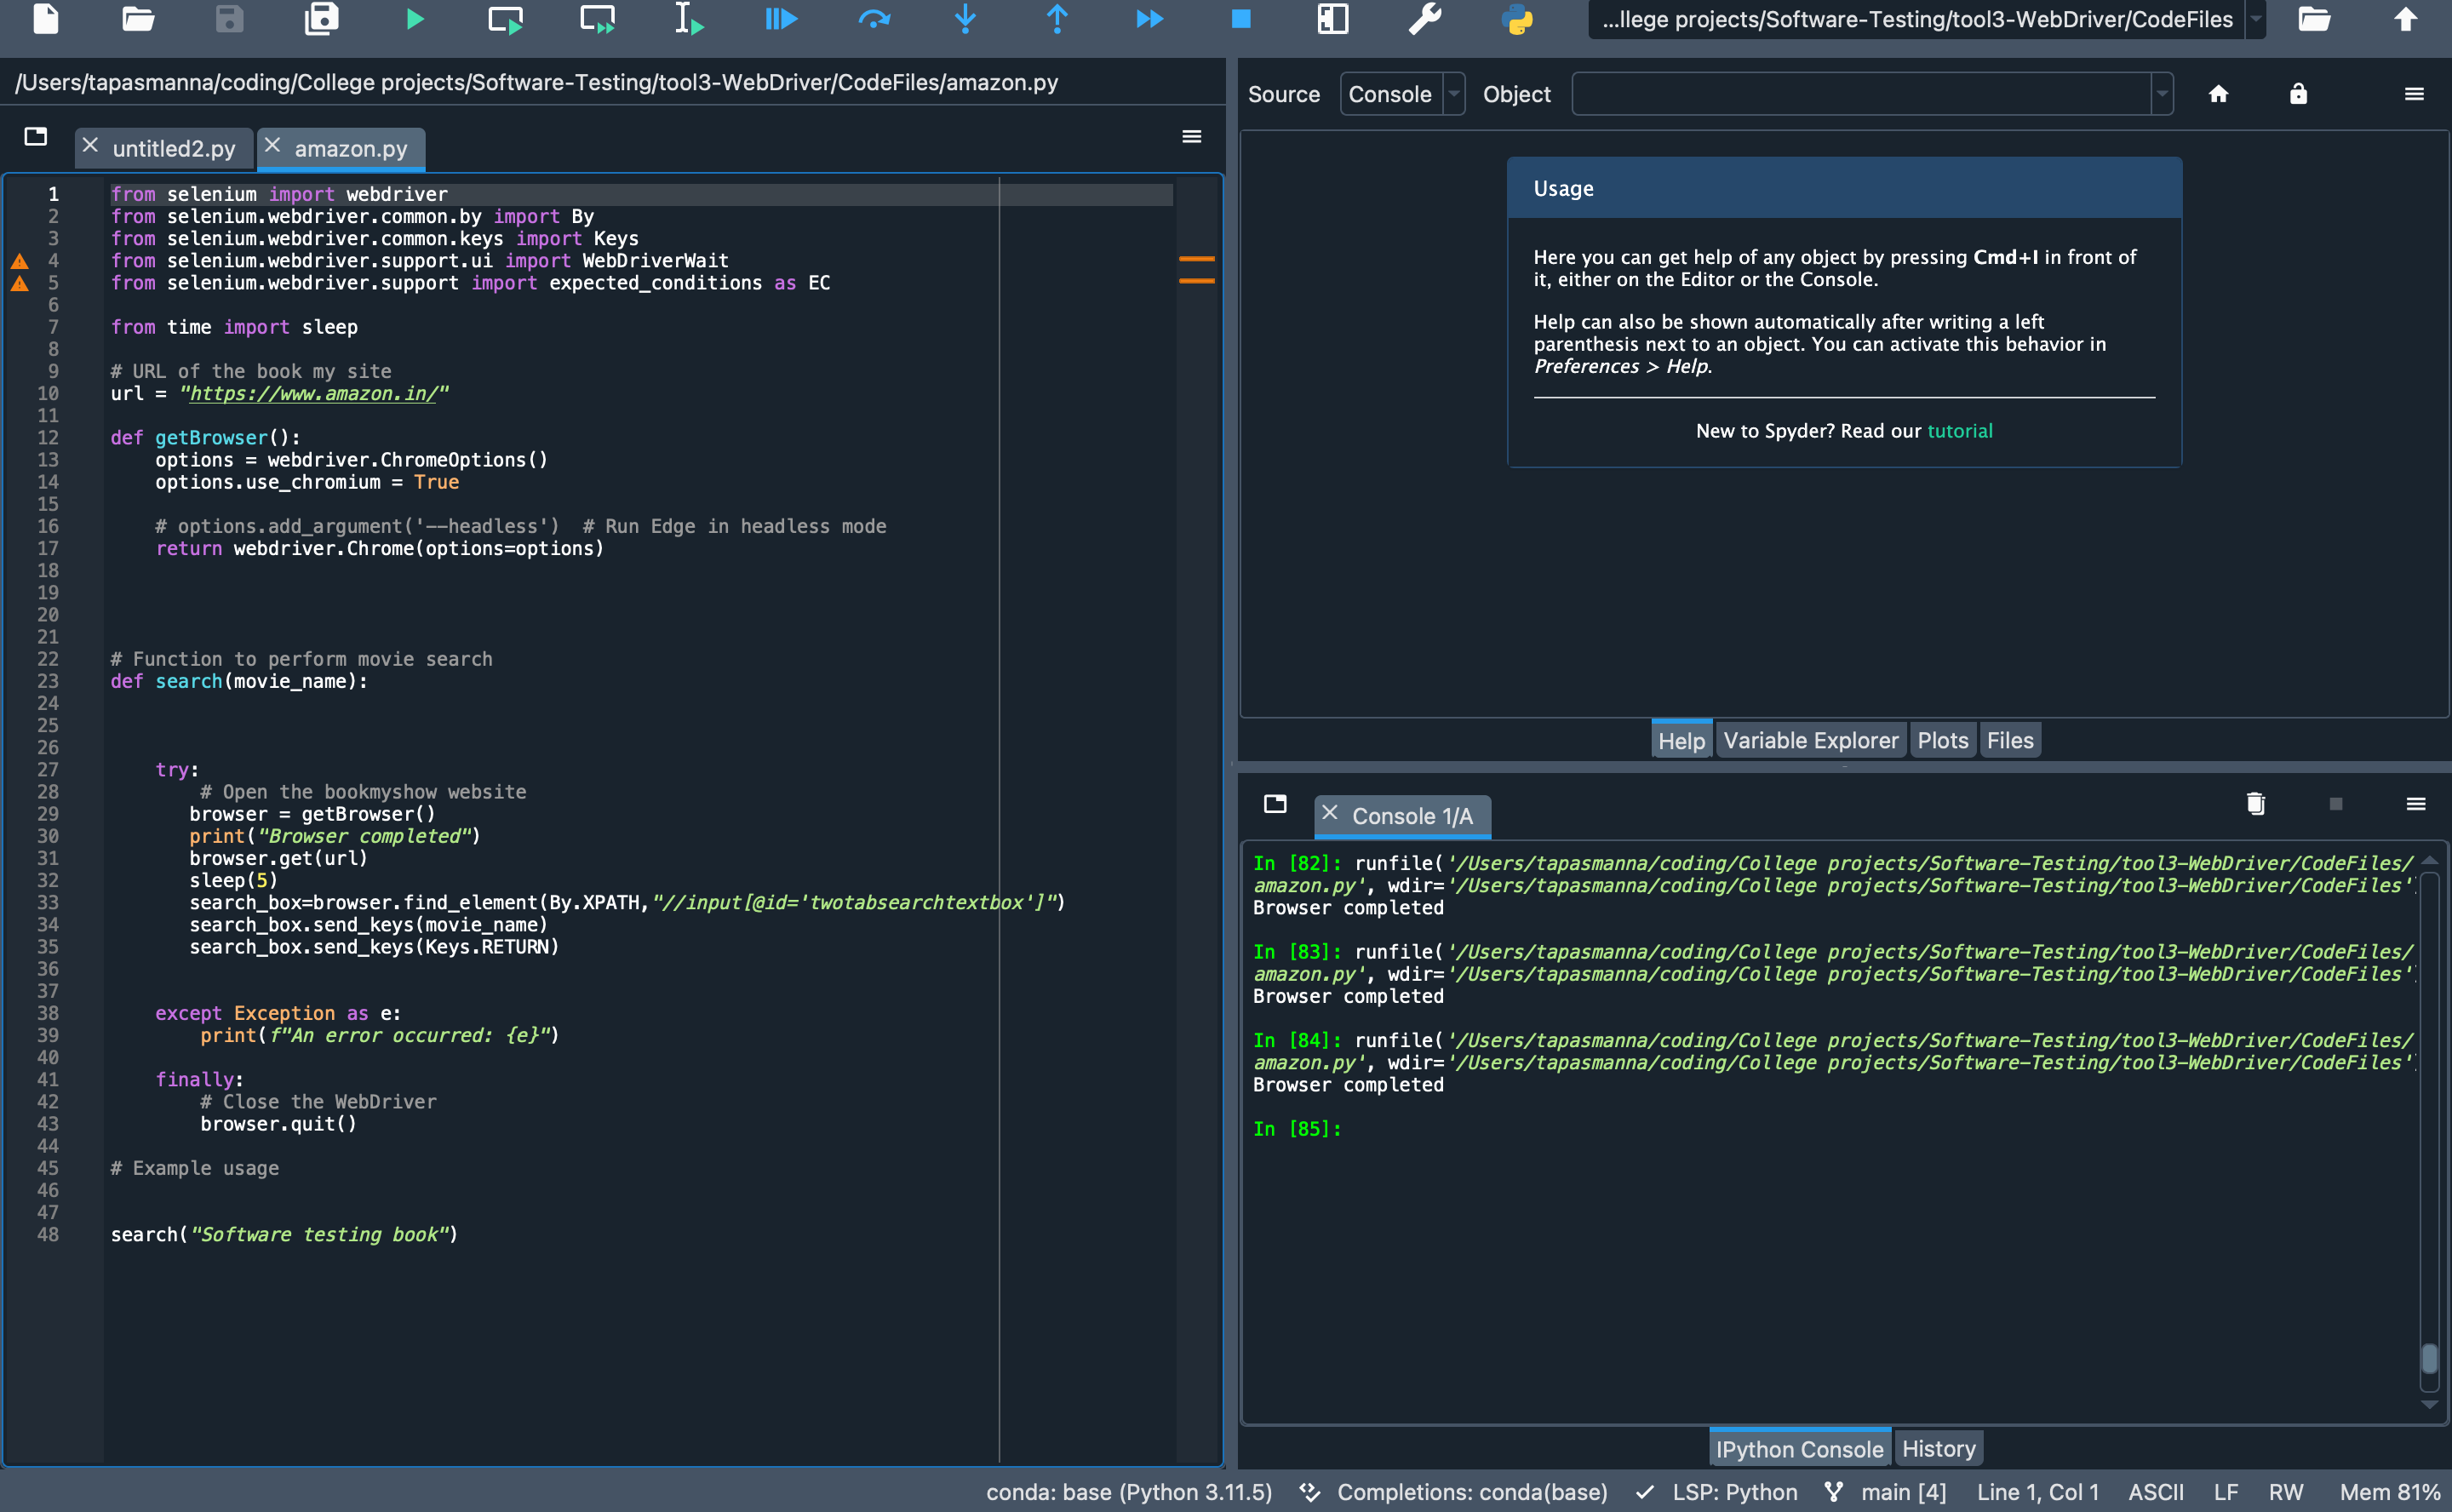 ...llege projects/Software-Testing/tool3-WebDriver/CodeFiles
/Users/tapasmanna/coding/College projects/Software-Testing/tool3-WebDriver/CodeFiles/amazon.py
untitled2.py
amazon.py
1 from selenium import webdriver
2 from selenium.webdriver.common.by import By
3 from selenium.webdriver.common.keys import Keys
4 from selenium.webdriver.support.ui import WebDriverWait
5 from selenium.webdriver.support import expected_conditions as EC
6
7 from time import sleep
8
9 # URL of the book my site
10 url = "https://www.amazon.in/"
11
12 def getBrowser():
13     options = webdriver.ChromeOptions()
14     options.use_chromium = True
15
16     # options.add_argument('--headless')  # Run Edge in headless mode
17     return webdriver.Chrome(options=options)
18
19
20
21
22 # Function to perform movie search
23 def search(movie_name):
24
25
26
27     try:
28         # Open the bookmyshow website
29        browser = getBrowser()
30        print("Browser completed")
31        browser.get(url)
32        sleep(5)
33        search_box=browser.find_element(By.XPATH,"//input[@id='twotabsearchtextbox']")
34        search_box.send_keys(movie_name)
35        search_box.send_keys(Keys.RETURN)
36
37
38     except Exception as e:
39         print(f"An error occurred: {e}")
40
41     finally:
42         # Close the WebDriver
43         browser.quit()
44
45 # Example usage
46
47
48 search("Software testing book")
Source Console Object
Usage
Here you can get help of any object by pressing Cmd+I in front of
it, either on the Editor or the Console.
Help can also be shown automatically after writing a left
parenthesis next to an object. You can activate this behavior in
Preferences > Help.
New to Spyder? Read our tutorial
Help Variable Explorer Plots Files
Console 1/A
In [82]: runfile('/Users/tapasmanna/coding/College projects/Software-Testing/tool3-WebDriver/CodeFiles/
amazon.py', wdir='/Users/tapasmanna/coding/College projects/Software-Testing/tool3-WebDriver/CodeFiles'
Browser completed
In [83]: runfile('/Users/tapasmanna/coding/College projects/Software-Testing/tool3-WebDriver/CodeFiles/
amazon.py', wdir='/Users/tapasmanna/coding/College projects/Software-Testing/tool3-WebDriver/CodeFiles'
Browser completed
In [84]: runfile('/Users/tapasmanna/coding/College projects/Software-Testing/tool3-WebDriver/CodeFiles/
amazon.py', wdir='/Users/tapasmanna/coding/College projects/Software-Testing/tool3-WebDriver/CodeFiles'
Browser completed
In [85]:
IPython Console History
conda: base (Python 3.11.5) Completions: conda(base) LSP: Python main [4] Line 1, Col 1 ASCII LF RW Mem 81%